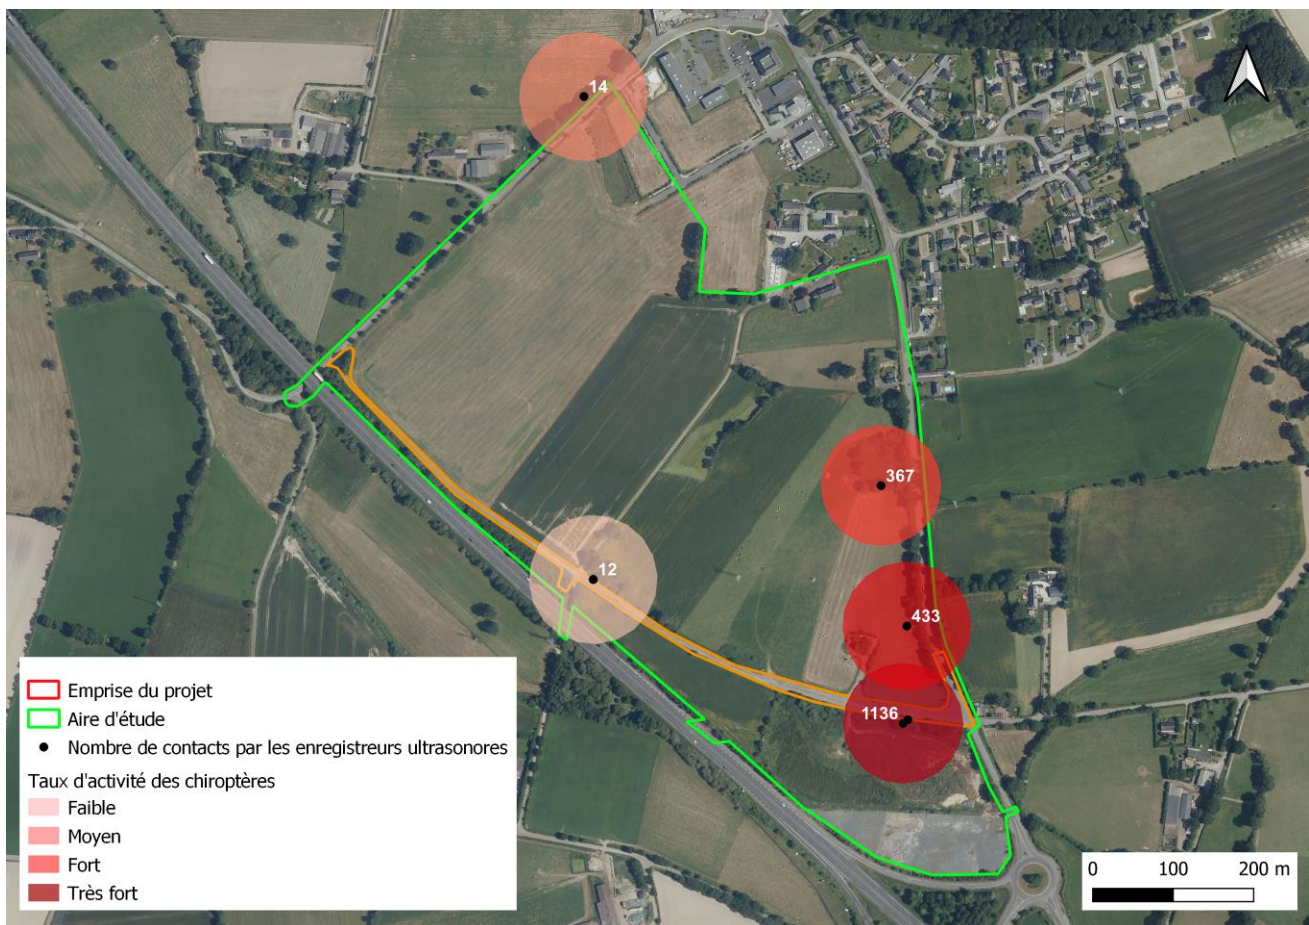 14
367
12
433
1136
Emprise du projet
Aire d'étude
Nombre de contacts par les enregistreurs ultrasonores
Taux d'activité des chiroptères
Faible
Moyen
Fort
Très fort
0 100 200 m